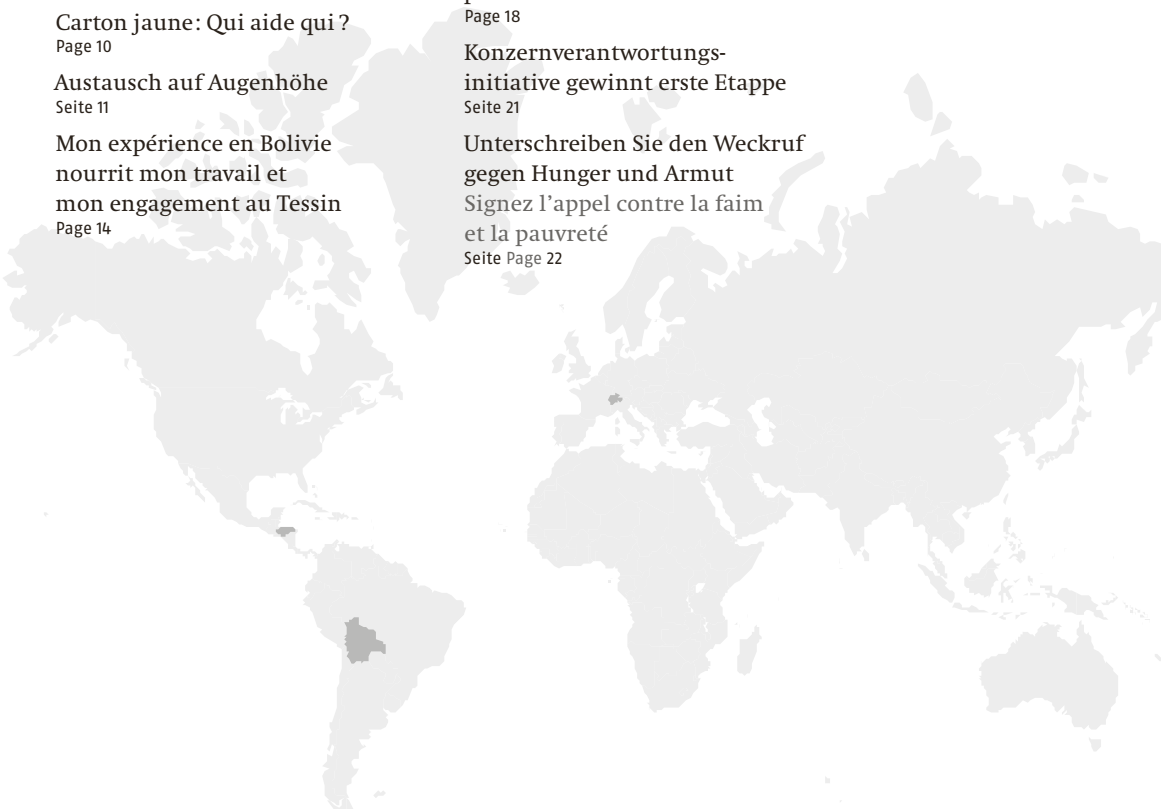 Carton jaune: Qui aide qui ?
Page 10
Austausch auf Augenhöhe
Seite 11
Mon expérience en Bolivie
nourrit mon travail et
mon engagement au Tessin
Page 14
Page 18
Konzernverantwortungs-
initiative gewinnt erste Etappe
Seite 21
Unterschreiben Sie den Weckruf
gegen Hunger und Armut
Signez l’appel contre la faim
et la pauvreté
Seite Page 22